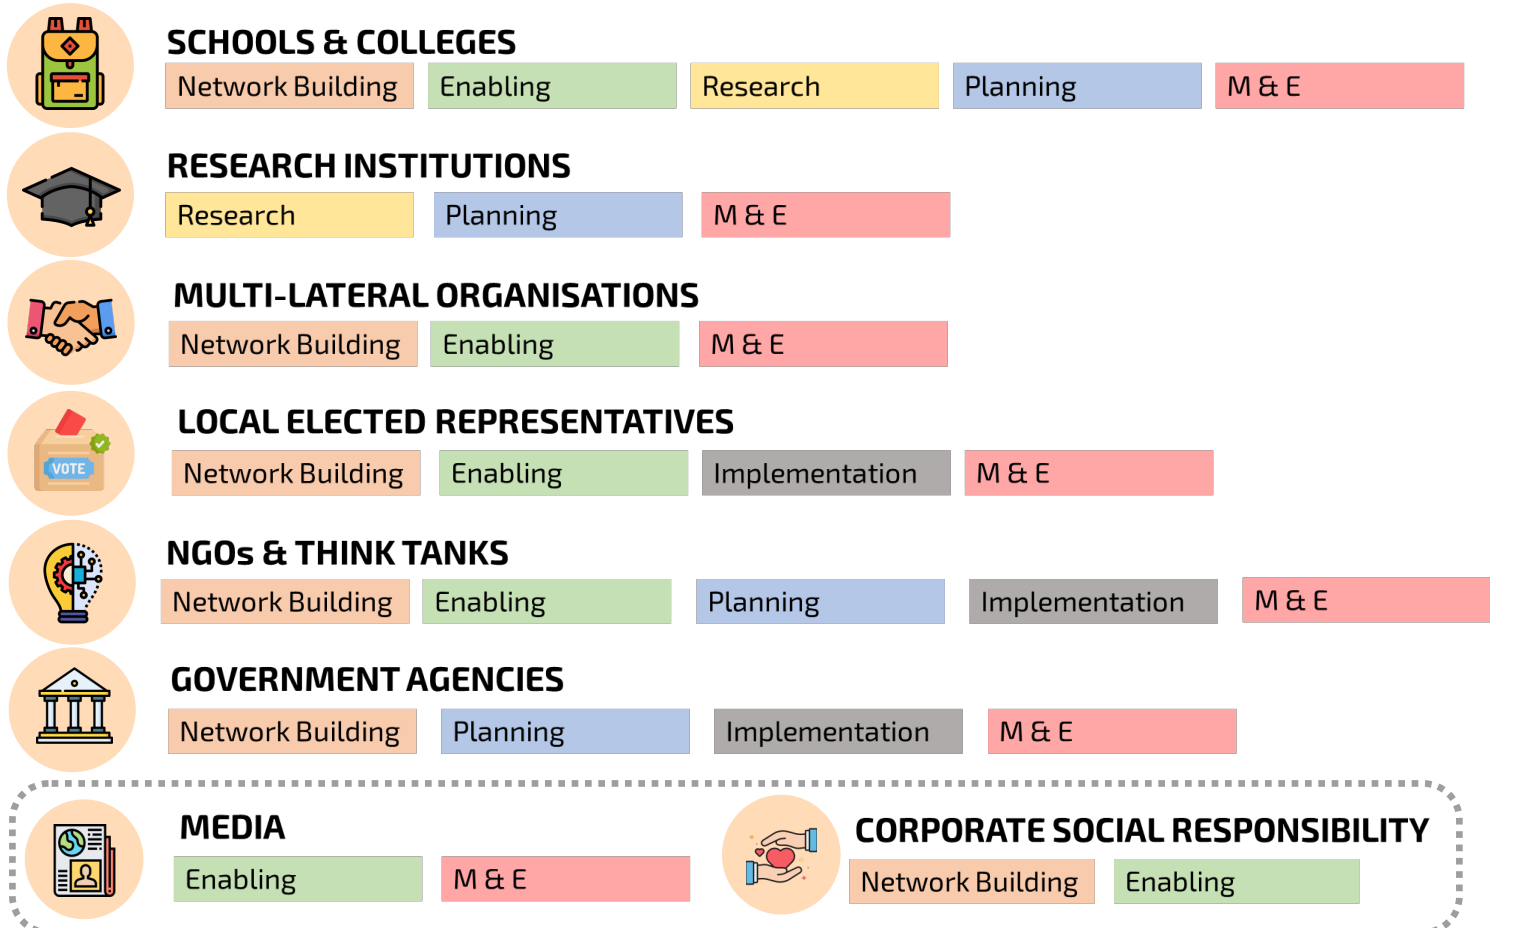 SCHOOLS & COLLEGES
Network Building Enabling Research Planning M & E
RESEARCH INSTITUTIONS
Research Planning M & E
MULTI-LATERAL ORGANISATIONS
Network Building Enabling M & E
LOCAL ELECTED REPRESENTATIVES
VOTE
Network Building Enabling Implementation M & E
NGOs & THINK TANKS
Network Building Enabling Planning Implementation M & E
GOVERNMENT AGENCIES
Network Building Planning Implementation M & E
MEDIA
Enabling M & E
CORPORATE SOCIAL RESPONSIBILITY
Network Building Enabling